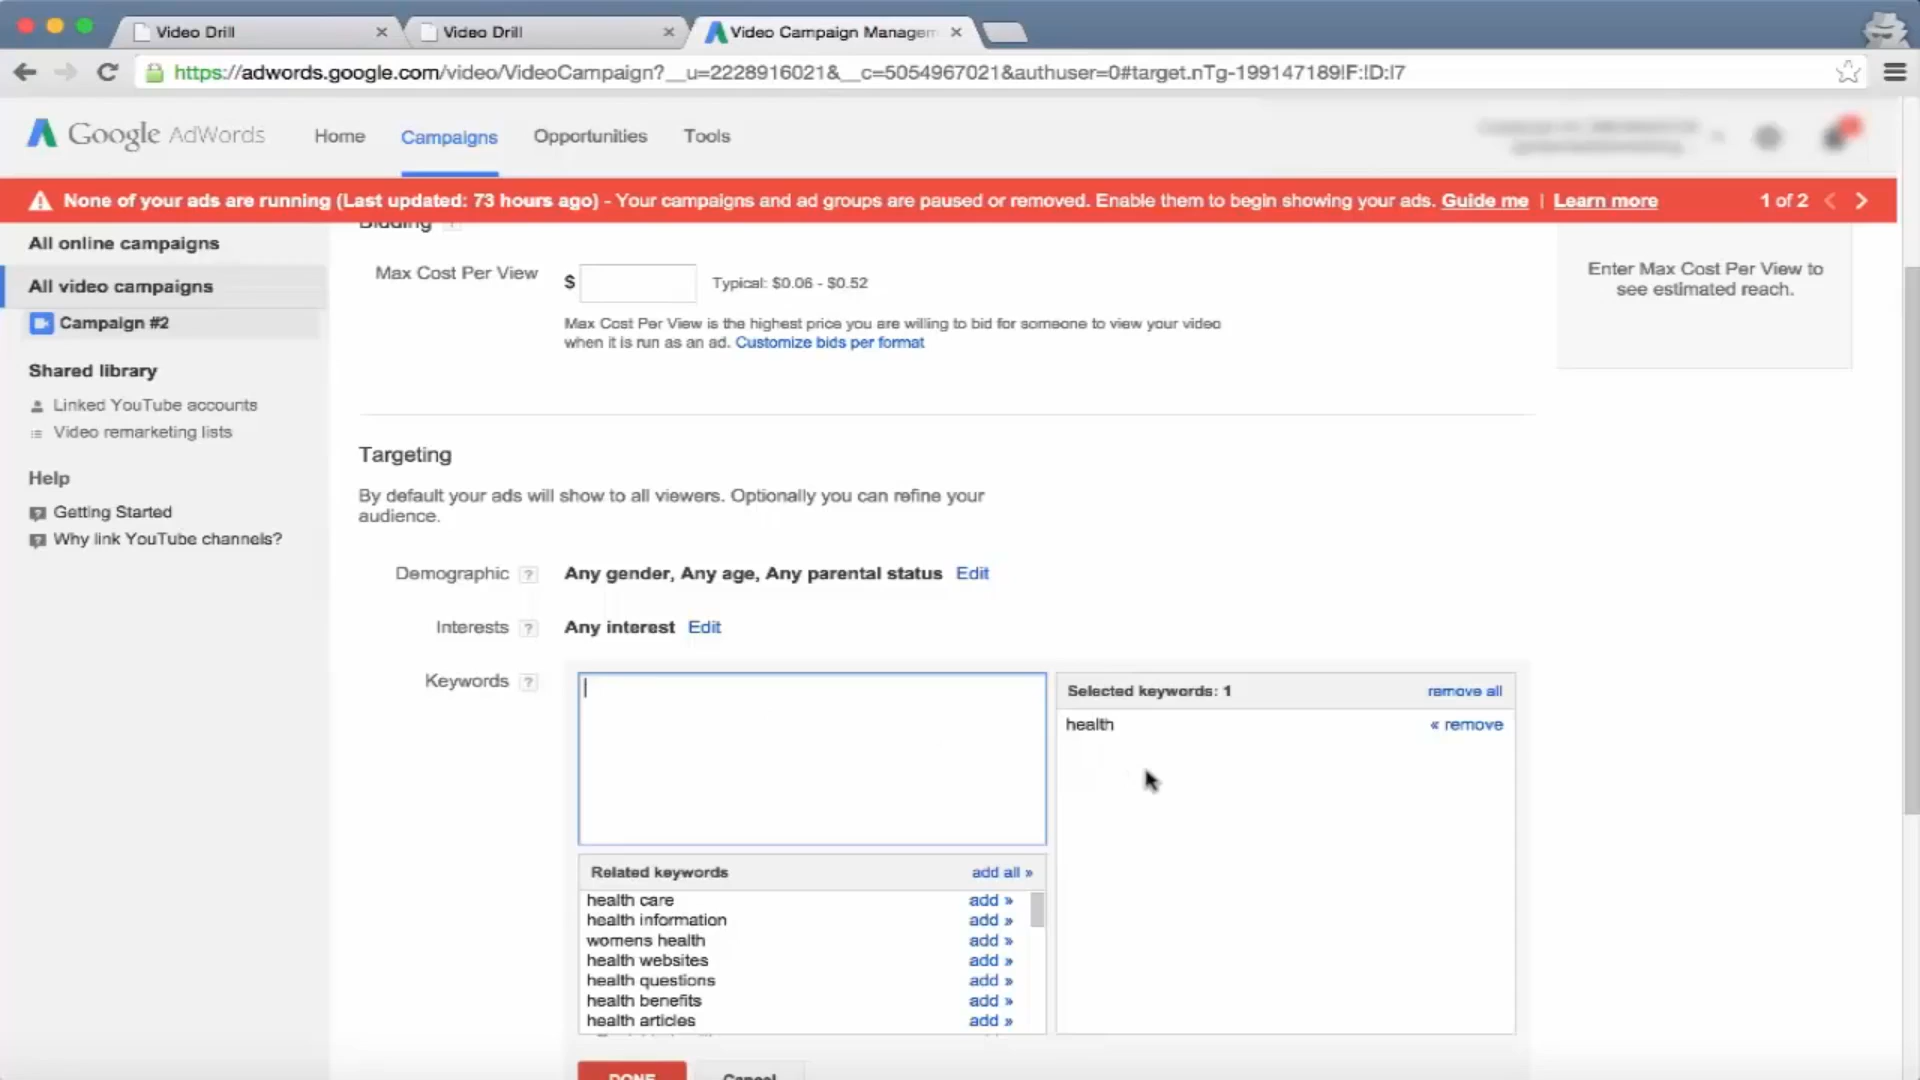 Video Drill
Video Drill
Video Campaign Managem
https://adwords.google.com/video/VideoCampaign?__u=2228916021&__c=5054967021&authuser=0#target.nTg-199147189!F:!D:!7
Google AdWords
Home
Campaigns
Opportunities
Tools
None of your ads are running (Last updated: 73 hours ago) - Your campaigns and ad groups are paused or removed. Enable them to begin showing your ads. Guide me | Learn more
1 of 2
All online campaigns
All video campaigns
Campaign #2
Shared library
Linked YouTube accounts
Video remarketing lists
Help
Getting Started
Why link YouTube channels?
Bidding ?
Max Cost Per View
$
Typical: $0.06 - $0.52
Max Cost Per View is the highest price you are willing to bid for someone to view your video
when it is run as an ad. Customize bids per format
Enter Max Cost Per View to
see estimated reach.
Targeting
By default your ads will show to all viewers. Optionally you can refine your
audience.
Demographic ? Any gender, Any age, Any parental status Edit
Interests ? Any interest Edit
Keywords ?
Selected keywords: 1 remove all
health « remove
Related keywords add all »
health care add »
health information add »
womens health add »
health websites add »
health questions add »
health benefits add »
health articles add »
DONE
Cancel